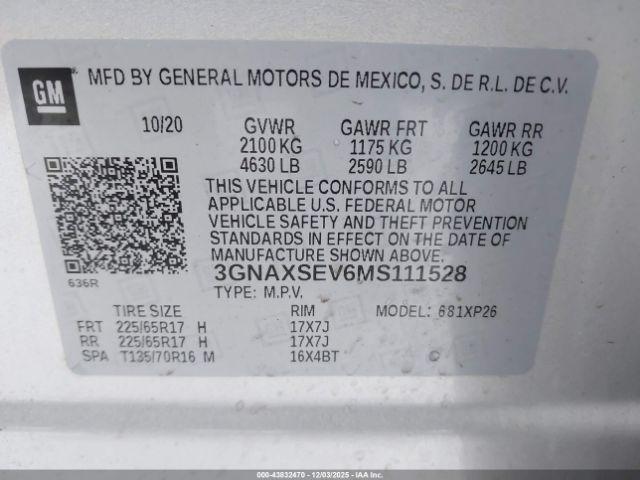 GM
MFD BY GENERAL MOTORS DE MEXICO, S. DE R.L. DE C.V.
10/20 GVWR GAWR FRT GAWR RR
2100 KG 1175 KG 1200 KG
4630 LB 2590 LB 2645 LB
THIS VEHICLE CONFORMS TO ALL
APPLICABLE U.S. FEDERAL MOTOR
VEHICLE SAFETY AND THEFT PREVENTION
STANDARDS IN EFFECT ON THE DATE OF
MANUFACTURE SHOWN ABOVE.
3GNAXSEV6MS111528
636R
TYPE: M.P.V.
TIRE SIZE RIM MODEL: 681XP26
FRT 225/65R17 H 17X7J
RR 225/65R17 H 17X7J
SPA T135/70R16 M 16X4BT
000-43832470 - 12/03/2025 - IAA Inc. (SM)